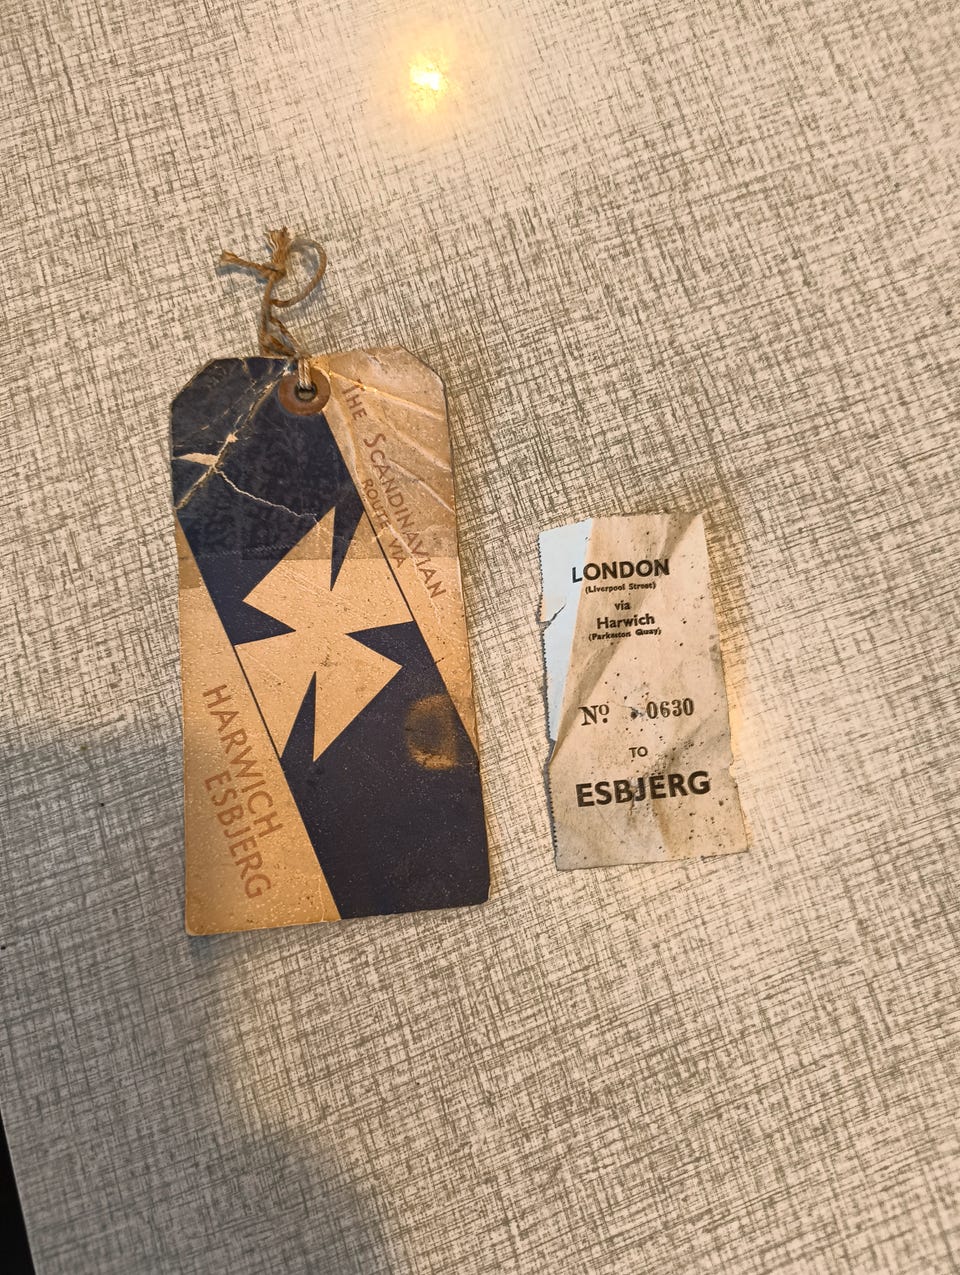 THE SCANDINAVIAN
ROUTE VIA
HARWICH
ESBJERG
LONDON
(Liverpool Street)
via
Harwich
(Parkeston Quay)
Nº 0630
TO
ESBJERG